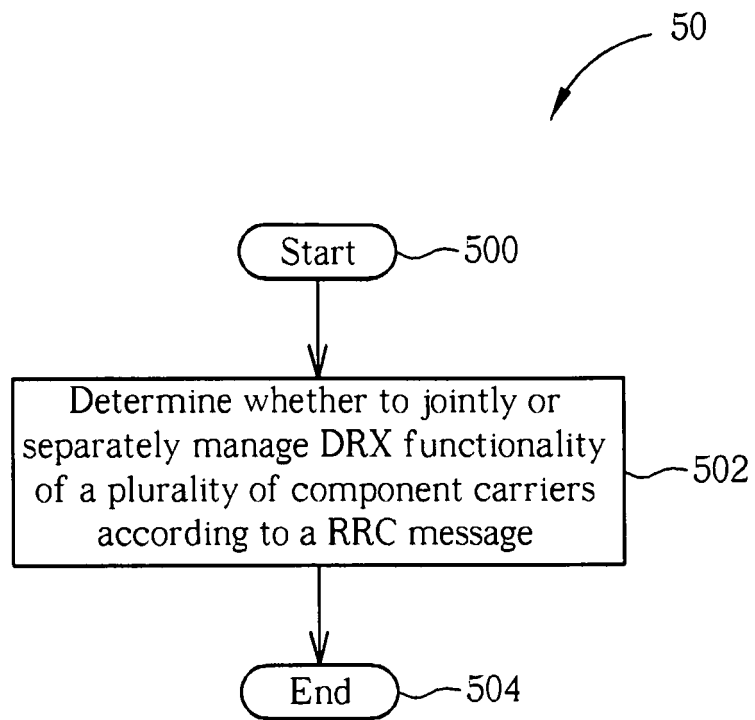 50
Start
500
Determine whether to jointly or
separately manage DRX functionality
of a plurality of component carriers
according to a RRC message
502
End
504